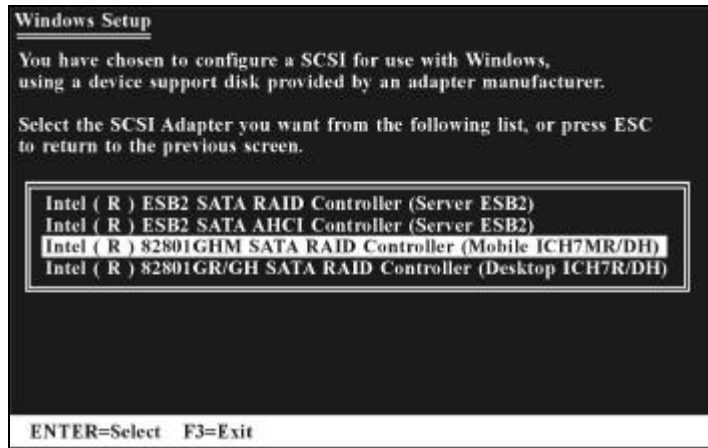 Windows Setup
You have chosen to configure a SCSI for use with Windows,
using a device support disk provided by an adapter manufacturer.
Select the SCSI Adapter you want from the following list, or press ESC
to return to the previous screen.
Intel ( R ) ESB2 SATA RAID Controller (Server ESB2)
Intel ( R ) ESB2 SATA AHCI Controller (Server ESB2)
Intel ( R ) 82801GHM SATA RAID Controller (Mobile ICH7MR/DH)
Intel ( R ) 82801GR/GH SATA RAID Controller (Desktop ICH7R/DH)
ENTER=Select F3=Exit